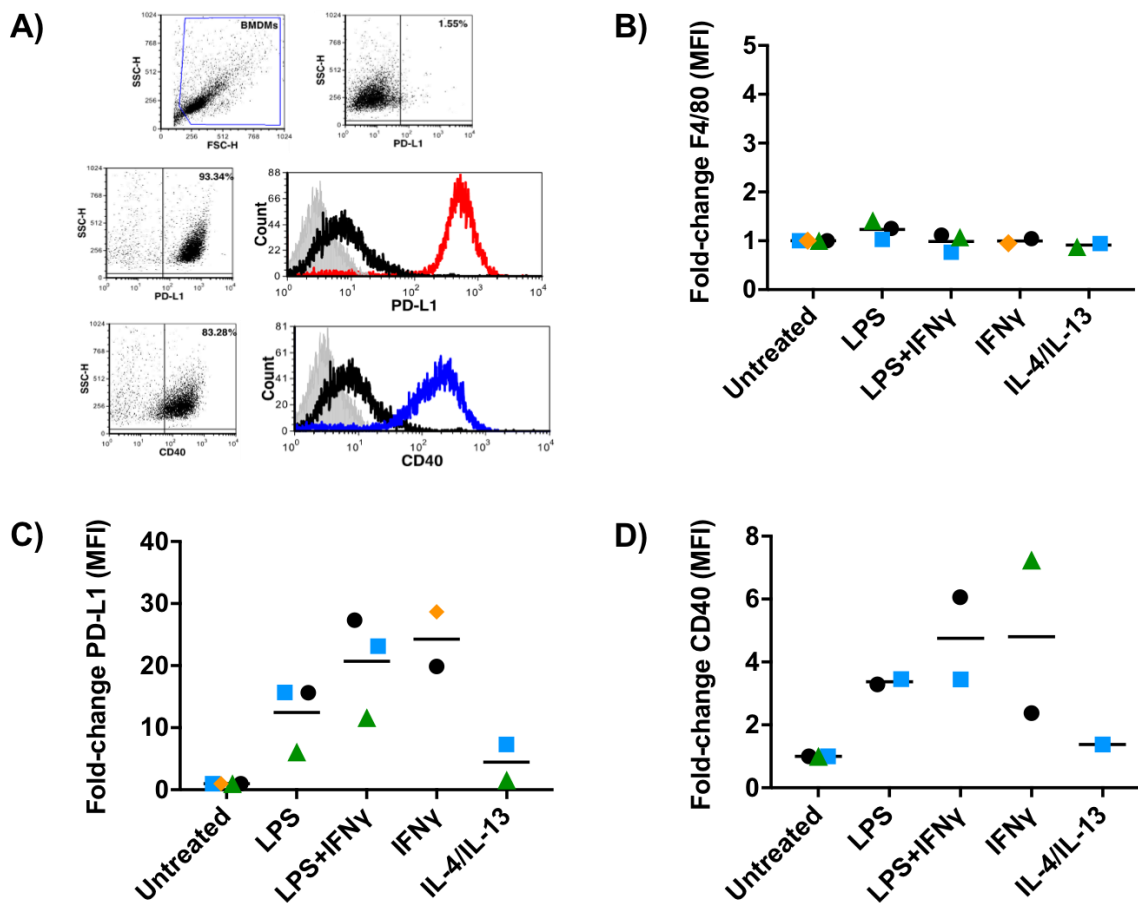 A)
BMDMs
1024
768
512
256
0
SSC-H
0 256 512 768 1024
FSC-H
1.55%
1024
768
512
256
0
SSC-H
10⁰ 10¹ 10² 10³ 10⁴
PD-L1
93.34%
1024
768
512
256
0
SSC-H
10⁰ 10¹ 10² 10³ 10⁴
PD-L1
88
66
44
22
0
Count
10⁰ 10¹ 10² 10³ 10⁴
PD-L1
83.28%
1024
768
512
256
0
SSC-H
10⁰ 10¹ 10² 10³ 10⁴
CD40
81
61
41
20
0
Count
10⁰ 10¹ 10² 10³ 10⁴
CD40
B)
Fold-change F4/80 (MFI)
5
4
3
2
1
0
Untreated
LPS
LPS+IFNγ
IFNγ
IL-4/IL-13
C)
Fold-change PD-L1 (MFI)
40
30
20
10
0
Untreated
LPS
LPS+IFNγ
IFNγ
IL-4/IL-13
D)
Fold-change CD40 (MFI)
8
6
4
2
0
Untreated
LPS
LPS+IFNγ
IFNγ
IL-4/IL-13